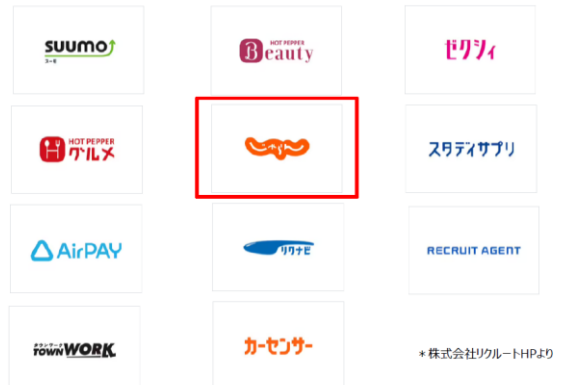 SUUMO
スーモ
HOT PEPPER
Beauty
ゼクシィ
HOT PEPPER
グルメ
じゃらん
スタディサプリ
AirPAY
リクナビ
RECRUIT AGENT
タウンワーク
TOWNWORK
カーセンサー
*株式会社リクルートHPより